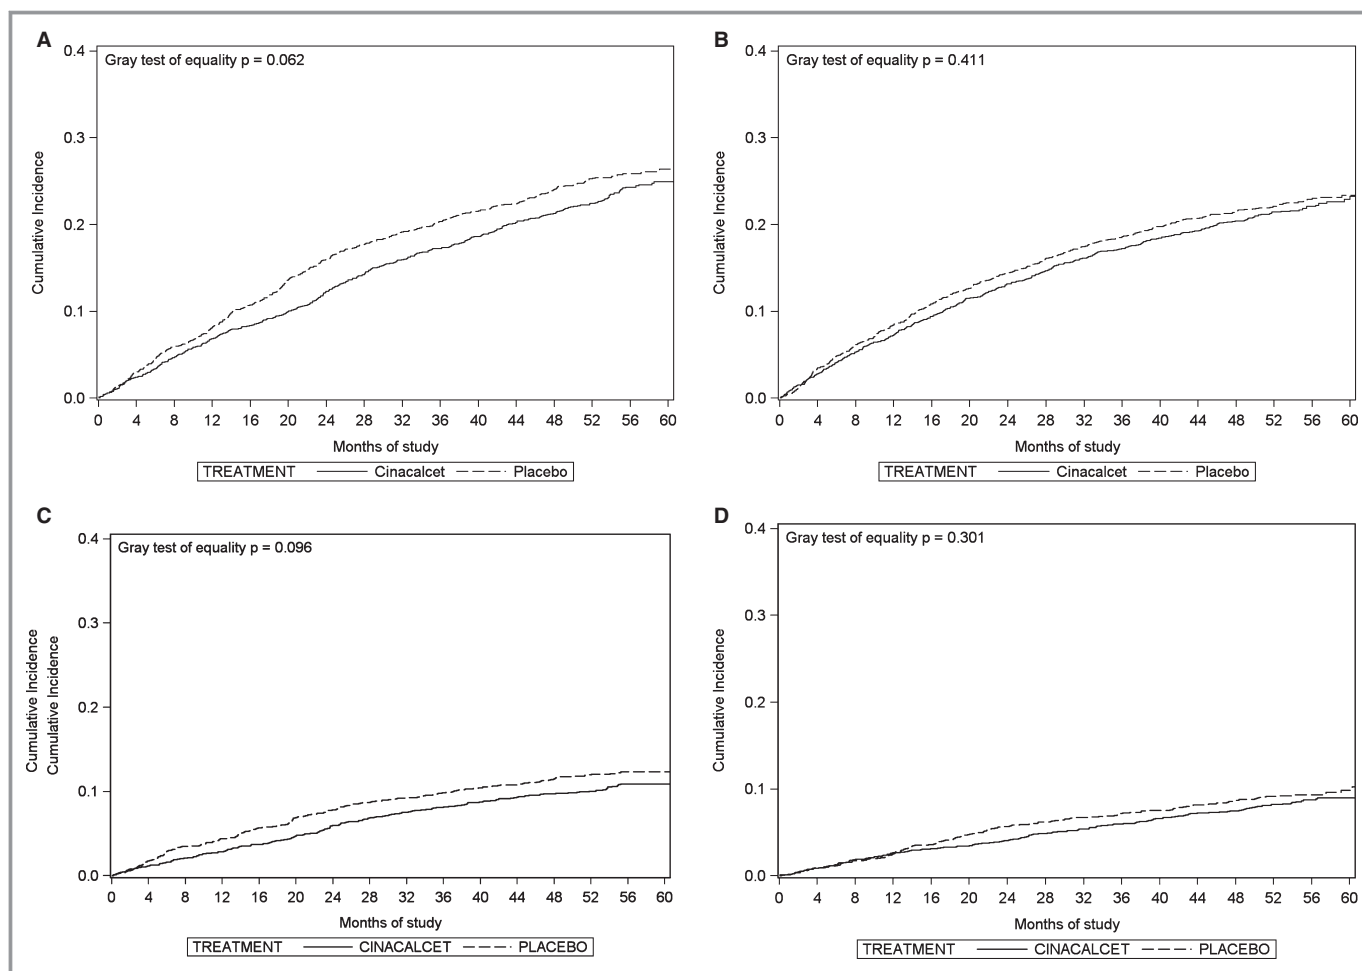 A
Gray test of equality p = 0.062
0.4
0.3
0.2
0.1
0.0
Cumulative Incidence
0 4 8 12 16 20 24 28 32 36 40 44 48 52 56 60
Months of study
TREATMENT Cinacalcet Placebo
B
Gray test of equality p = 0.411
0.4
0.3
0.2
0.1
0.0
Cumulative Incidence
0 4 8 12 16 20 24 28 32 36 40 44 48 52 56 60
Months of study
TREATMENT Cinacalcet Placebo
C
Gray test of equality p = 0.096
0.4
0.3
0.2
0.1
0.0
Cumulative Incidence
Cumulative Incidence
0 4 8 12 16 20 24 28 32 36 40 44 48 52 56 60
Months of study
TREATMENT CINACALCET PLACEBO
D
Gray test of equality p = 0.301
0.4
0.3
0.2
0.1
0.0
Cumulative Incidence
0 4 8 12 16 20 24 28 32 36 40 44 48 52 56 60
Months of study
TREATMENT CINACALCET PLACEBO